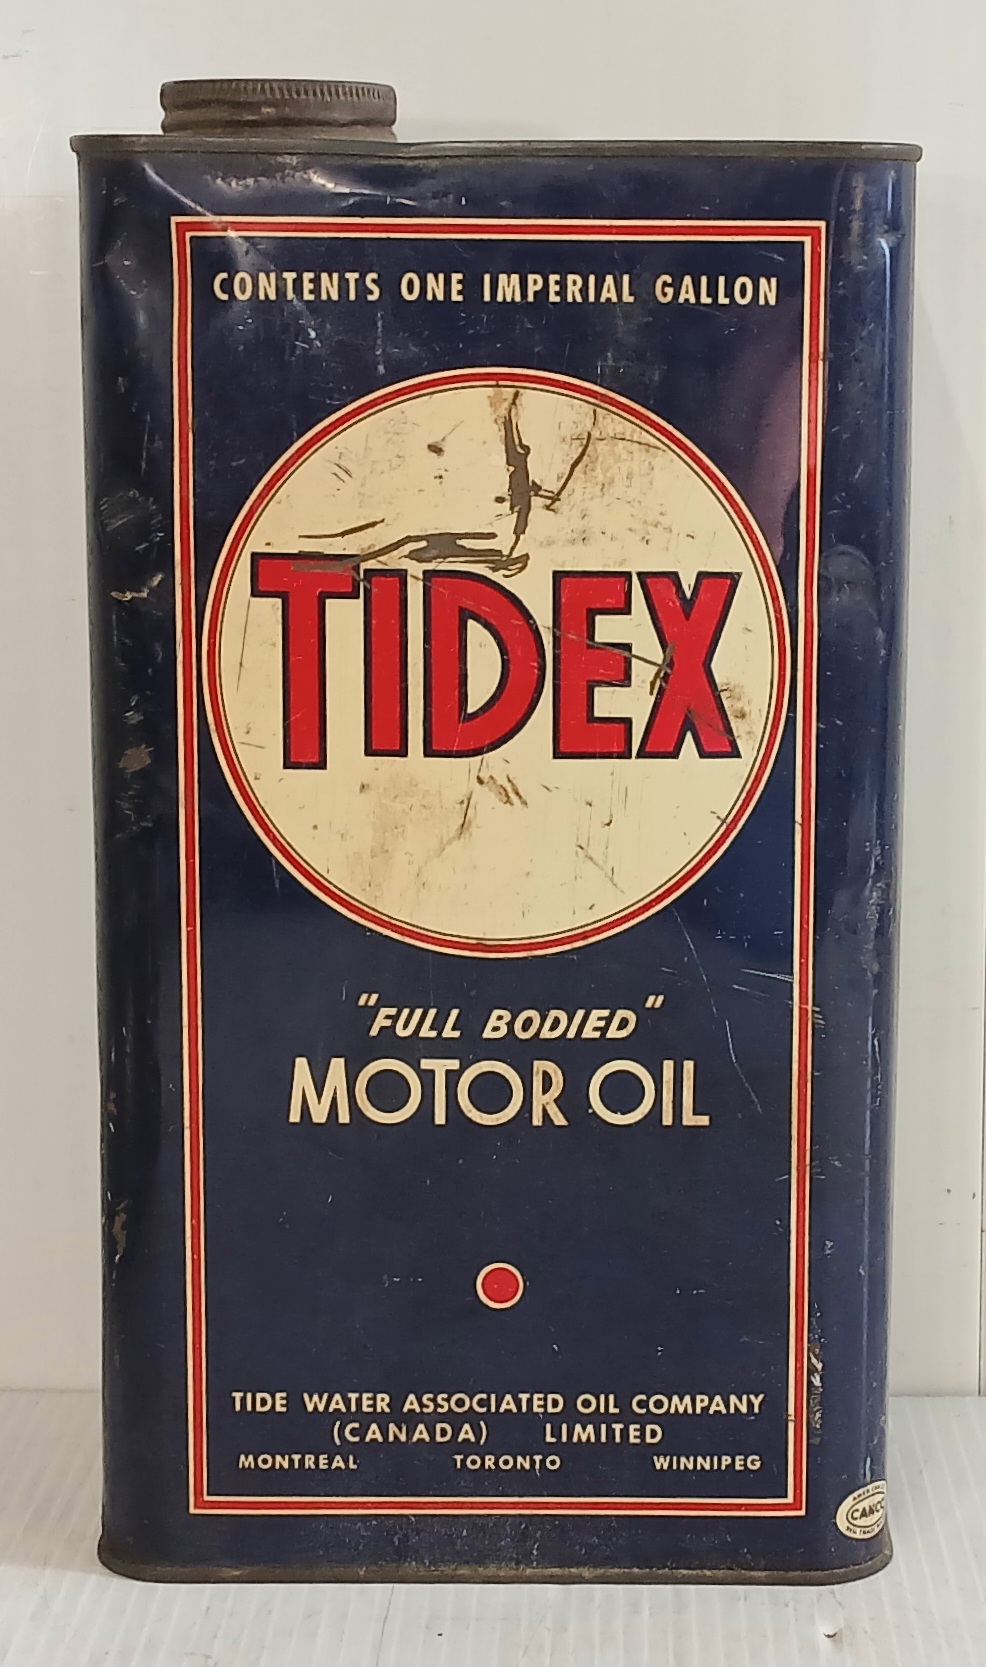 CONTENTS ONE IMPERIAL GALLON
TIDEX
"FULL BODIED"
MOTOR OIL
TIDE WATER ASSOCIATED OIL COMPANY
(CANADA) LIMITED
MONTREAL TORONTO WINNIPEG